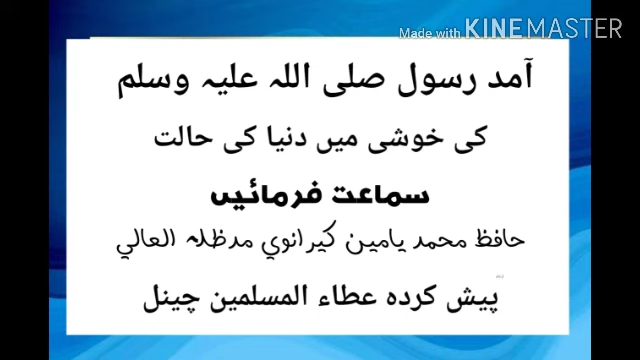 Made with KINEMASTER
آمد رسول صلی اللہ علیہ وسلم
کی خوشی میں دنیا کی حالت
سماعت فرمائیں
حافظ محمد یامین کیرانوي مدظلہ العالي
پیش کردہ عطاء المسلمین چینل